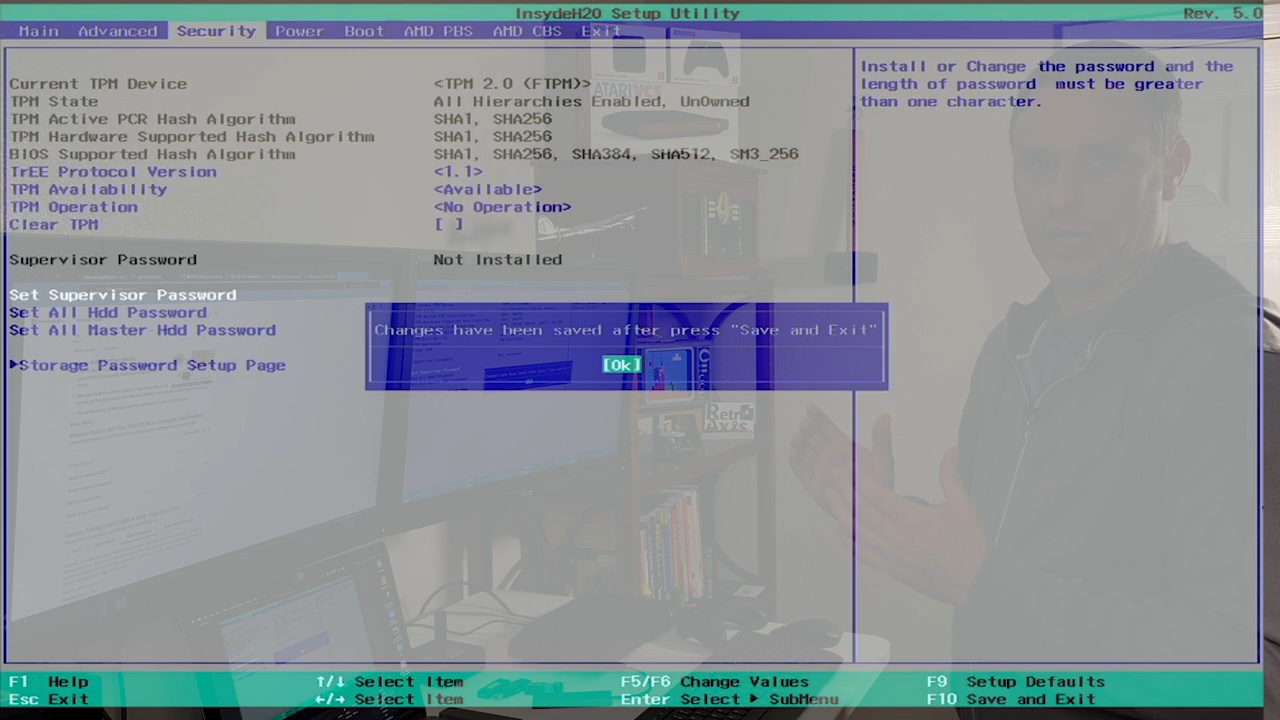 InsydeH2O Setup Utility Rev. 5.0
Main Advanced Security Power Boot AMD PBS AMD CBS Exit
Current TPM Device <TPM 2.0 (FTPM)>
TPM State All Hierarchies Enabled, UnOwned
TPM Active PCR Hash Algorithm SHA1, SHA256
TPM Hardware Supported Hash Algorithm SHA1, SHA256
BIOS Supported Hash Algorithm SHA1, SHA256, SHA384, SHA512, SM3_256
TrEE Protocol Version <1.1>
TPM Availability <Available>
TPM Operation <No Operation>
Clear TPM [ ]
Supervisor Password Not Installed
Set Supervisor Password
Set All Hdd Password
Set All Master Hdd Password
▶Storage Password Setup Page
Install or Change the password and the
length of password must be greater
than one character.
Changes have been saved after press "Save and Exit"
[Ok]
ATARI VCS
Retro
Axis
F1 Help ↑/↓ Select Item F5/F6 Change Values F9 Setup Defaults
Esc Exit ←/→ Select Item Enter Select ▶ SubMenu F10 Save and Exit